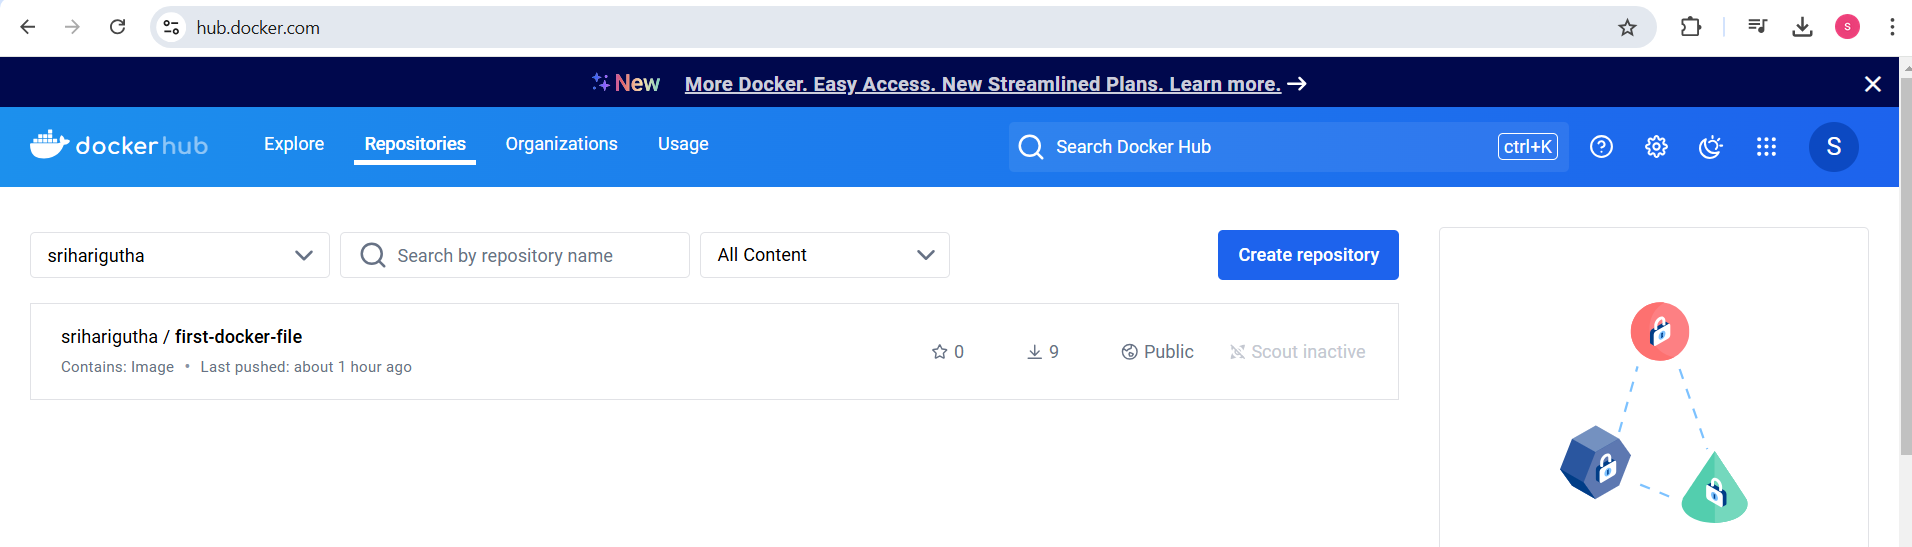 hub.docker.com
S
New More Docker. Easy Access. New Streamlined Plans. Learn more.
docker hub Explore Repositories Organizations Usage Search Docker Hub ctrl+K S
sriharigutha Search by repository name All Content Create repository
sriharigutha / first-docker-file
0 9 Public Scout inactive
Contains: Image • Last pushed: about 1 hour ago